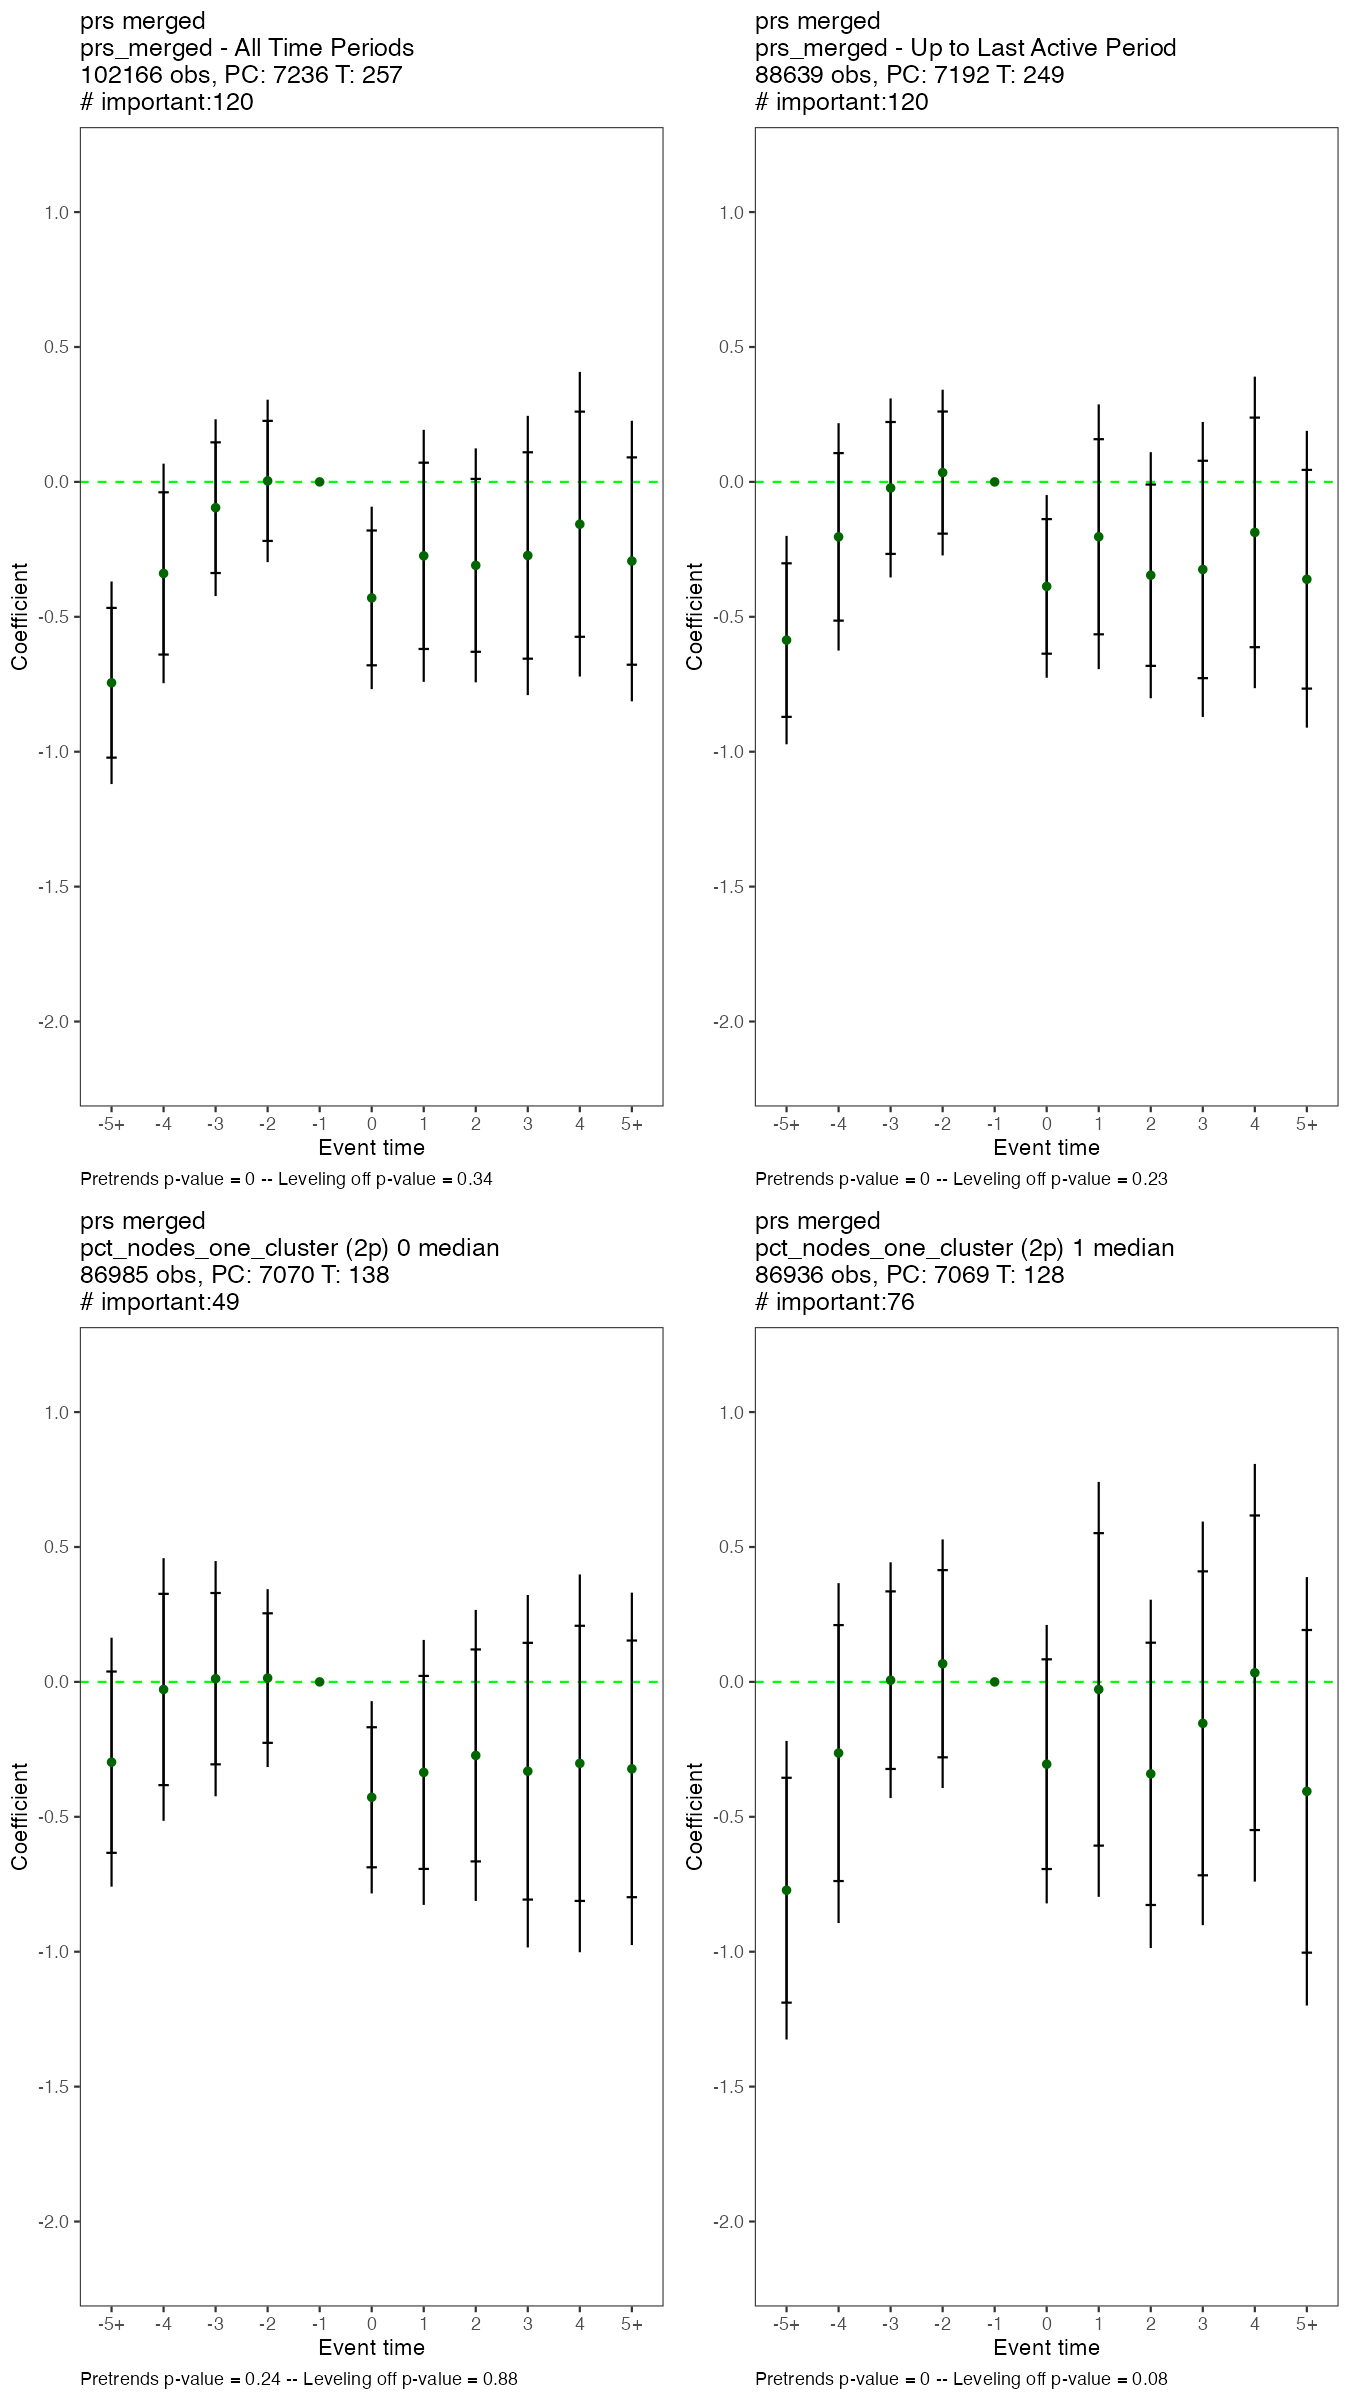 prs merged
prs_merged - All Time Periods
102166 obs, PC: 7236 T: 257
# important:120
1.0
0.5
0.0
-0.5
-1.0
-1.5
-2.0
Coefficient
-5+ -4 -3 -2 -1 0 1 2 3 4 5+
Event time
Pretrends p-value = 0 -- Leveling off p-value = 0.34
prs merged
prs_merged - Up to Last Active Period
88639 obs, PC: 7192 T: 249
# important:120
1.0
0.5
0.0
-0.5
-1.0
-1.5
-2.0
Coefficient
-5+ -4 -3 -2 -1 0 1 2 3 4 5+
Event time
Pretrends p-value = 0 -- Leveling off p-value = 0.23
prs merged
pct_nodes_one_cluster (2p) 0 median
86985 obs, PC: 7070 T: 138
# important:49
1.0
0.5
0.0
-0.5
-1.0
-1.5
-2.0
Coefficient
-5+ -4 -3 -2 -1 0 1 2 3 4 5+
Event time
Pretrends p-value = 0.24 -- Leveling off p-value = 0.88
prs merged
pct_nodes_one_cluster (2p) 1 median
86936 obs, PC: 7069 T: 128
# important:76
1.0
0.5
0.0
-0.5
-1.0
-1.5
-2.0
Coefficient
-5+ -4 -3 -2 -1 0 1 2 3 4 5+
Event time
Pretrends p-value = 0 -- Leveling off p-value = 0.08